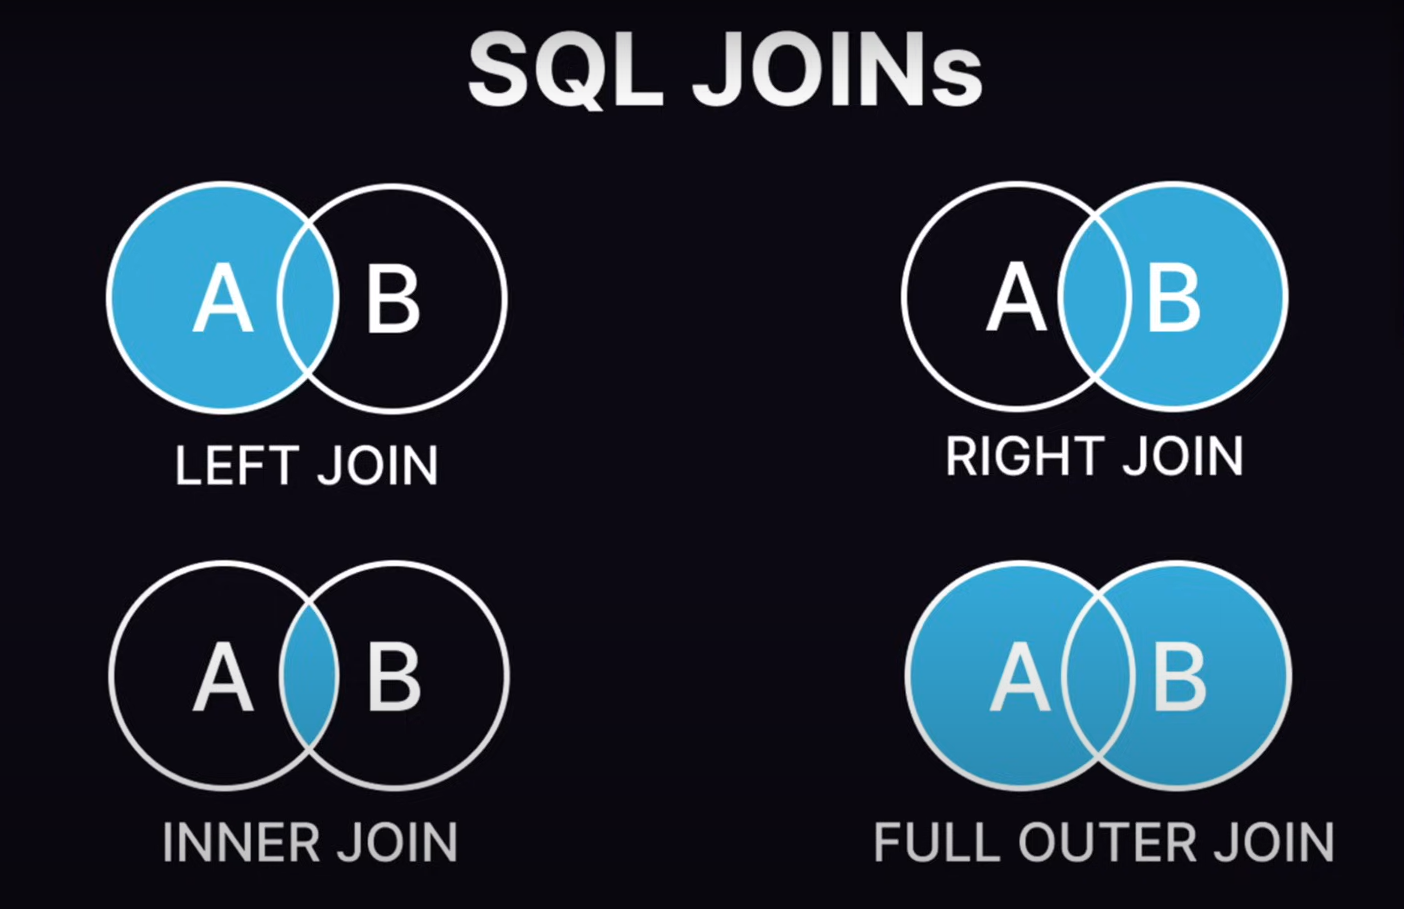 SQL JOINs
A B
A B
LEFT JOIN
RIGHT JOIN
A B
A B
INNER JOIN
FULL OUTER JOIN